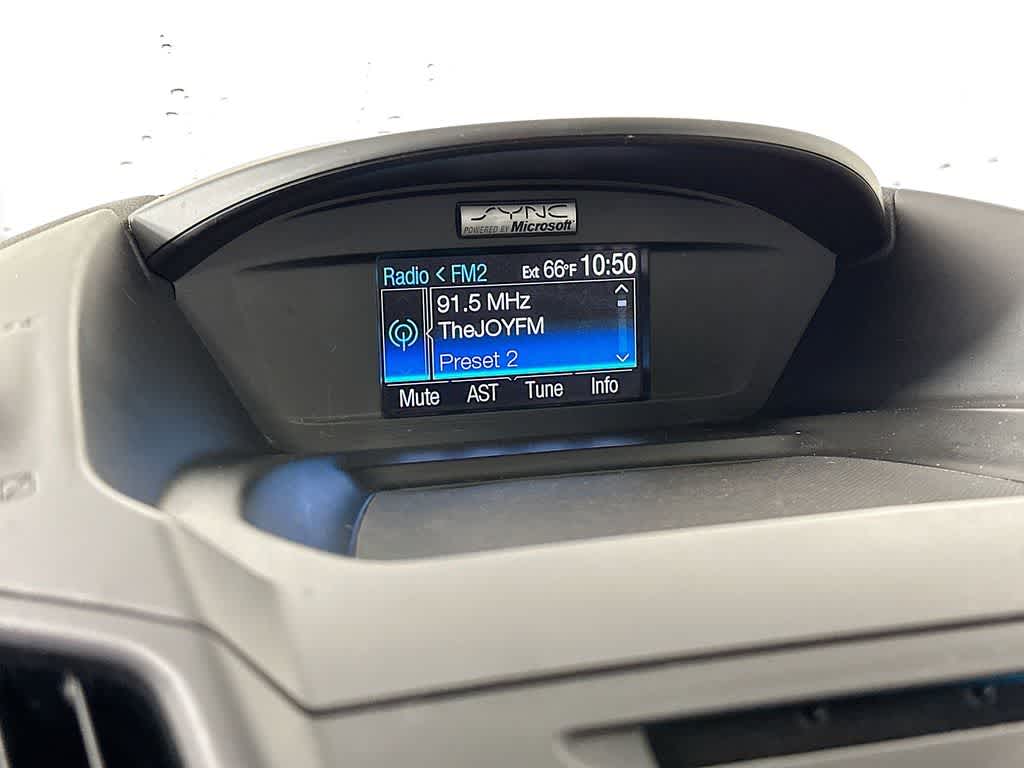 SYNC
POWERED BY Microsoft
Radio < FM2 Ext 66°F 10:50
91.5 MHz
TheJOYFM
Preset 2
Mute AST Tune Info